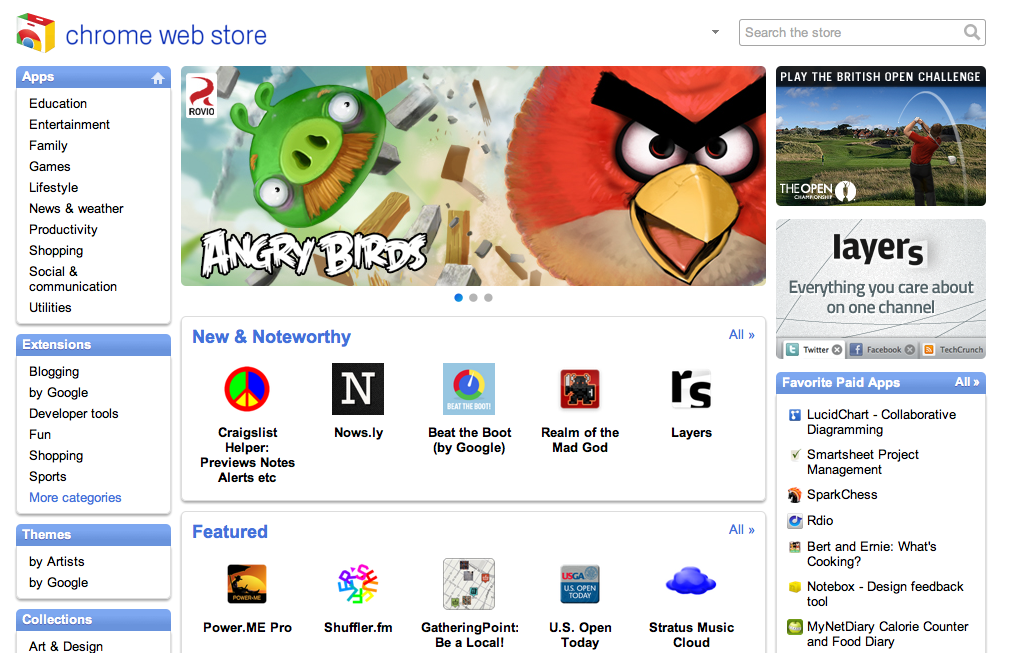 chrome web store
Search the store
Apps
Education
Entertainment
Family
Games
Lifestyle
News & weather
Productivity
Shopping
Social &
communication
Utilities
Extensions
Blogging
by Google
Developer tools
Fun
Shopping
Sports
More categories
Themes
by Artists
by Google
Collections
Art & Design
ROVIO
ANGRY BIRDS
New & Noteworthy
All »
Craigslist
Helper:
Previews Notes
Alerts etc
N
Nows.ly
BEAT THE BOOT!
Beat the Boot
(by Google)
Realm of the
Mad God
rs
Layers
Featured
All »
POWER•ME
Power.ME Pro
Shuffler.fm
GatheringPoint:
Be a Local!
USGA
U.S. OPEN
TODAY
U.S. Open
Today
Stratus Music
Cloud
PLAY THE BRITISH OPEN CHALLENGE
THE OPEN
CHAMPIONSHIP
layers
Everything you care about
on one channel
Twitter
Facebook
TechCrunch
Favorite Paid Apps
All »
LucidChart - Collaborative
Diagramming
Smartsheet Project
Management
SparkChess
Rdio
Bert and Ernie: What's
Cooking?
Notebox - Design feedback
tool
MyNetDiary Calorie Counter
and Food Diary